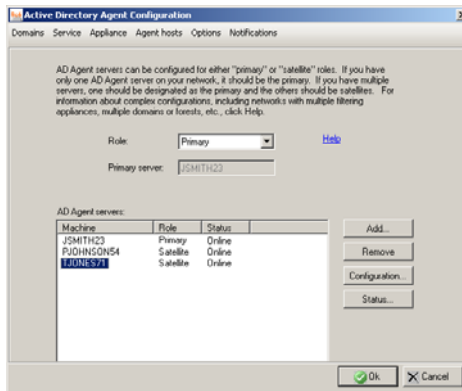 Active Directory Agent Configuration
Domains Service Appliance Agent hosts Options Notifications
AD Agent servers can be configured for either "primary" or "satellite" roles. If you have
only one AD Agent server on your network, it should be the primary. If you have multiple
servers, one should be designated as the primary and the others should be satellites. For
information about complex configurations, including networks with multiple filtering
appliances, multiple domains or forests, etc., click Help.
Role: Primary Help
Primary server: JSMITH23
AD Agent servers:
Machine Role Status
JSMITH23 Primary Online
PJOHNSON54 Satellite Online
TJONES71 Satellite Online
Add...
Remove
Configuration...
Status...
Ok Cancel